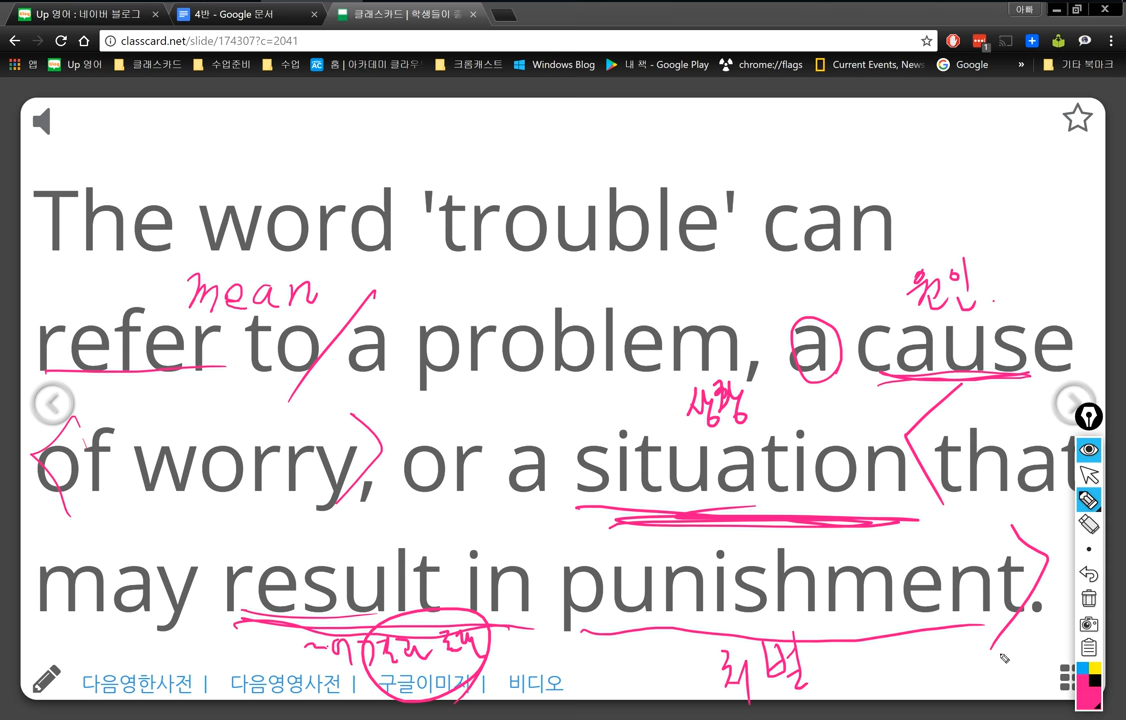 Up 영어 : 네이버 블로그 4반 - Google 문서 클래스카드 | 학생들이 아빠
classcard.net/slide/174307?c=2041
앱 Up 영어 클래스카드 수업준비 수업 홈 | 아카데미 클라우 크롬캐스트 Windows Blog 내 책 - Google Play chrome://flags Current Events, News Google » 기타 북마크
The word 'trouble' can
mean 원인.
refer to a problem, a cause
상황
of worry, or a situation that
may result in punishment.
결과 처벌
다음영한사전 | 다음영영사전 | 구글이미지 | 비디오